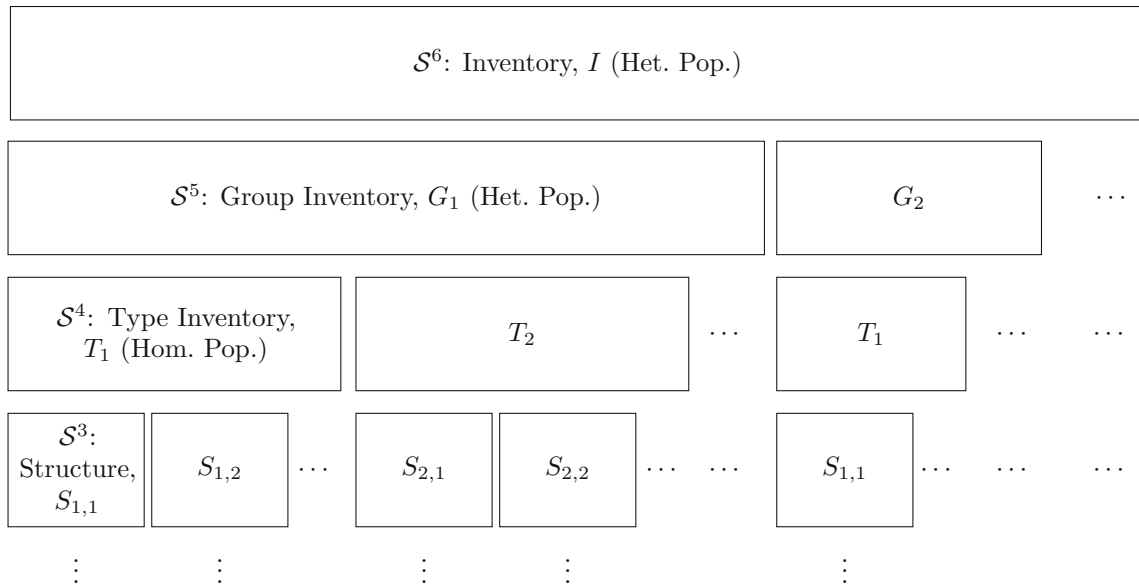 𝒮⁶: Inventory, I (Het. Pop.)
𝒮⁵: Group Inventory, G₁ (Het. Pop.)
G₂
···
𝒮⁴: Type Inventory,
T₁ (Hom. Pop.)
T₂
···
T₁
···
···
𝒮³:
Structure,
S₁,₁
S₁,₂
···
S₂,₁
S₂,₂
···
···
S₁,₁
···
···
···
⋮
⋮
⋮
⋮
⋮